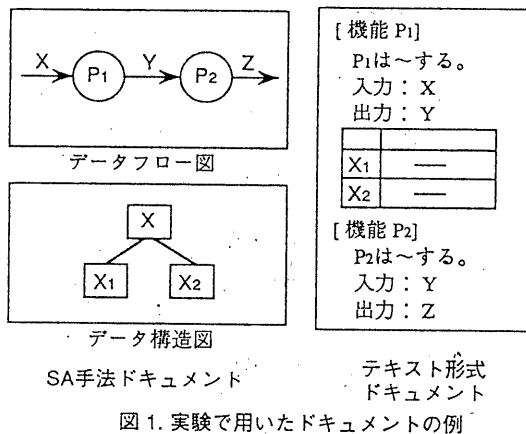 X
P1
Y
P2
Z
データフロー図
X
X1
X2
データ構造図
SA手法ドキュメント
[機能 P1]
P1は〜する。
入力：X
出力：Y
X1 —
X2 —
[機能 P2]
P2は〜する。
入力：Y
出力：Z
テキスト形式
ドキュメント
図 1. 実験で用いたドキュメントの例